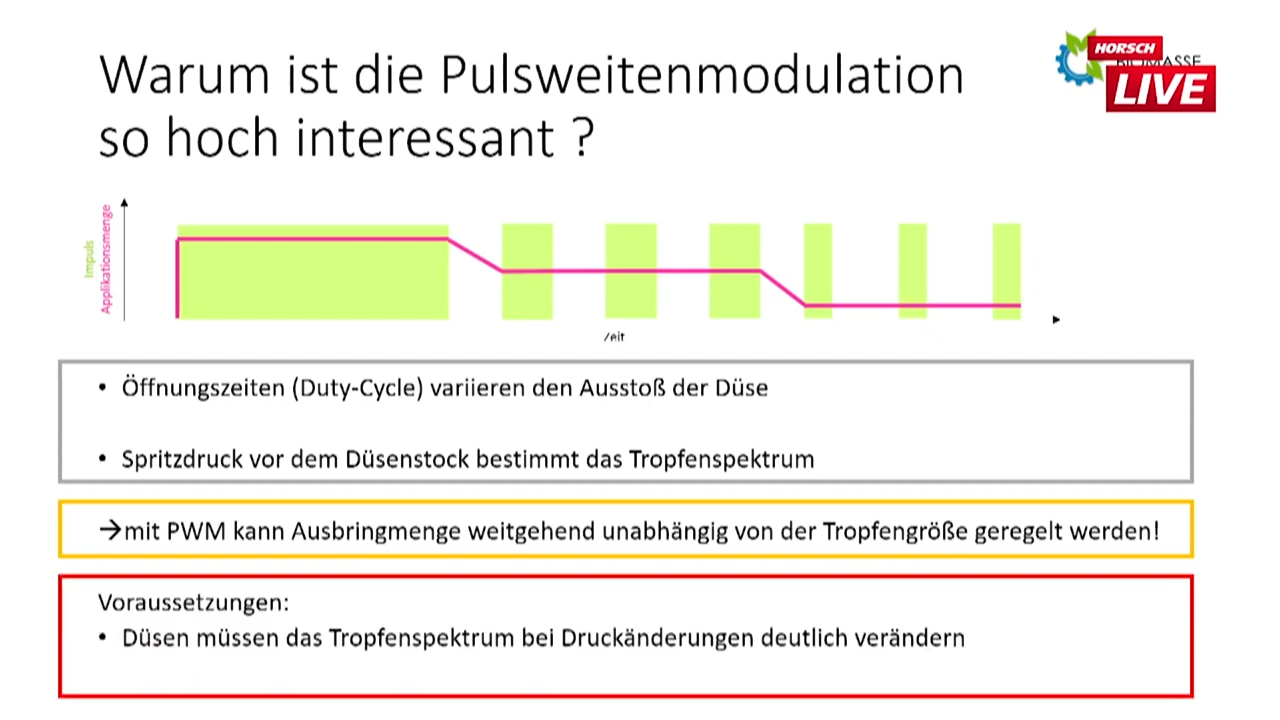 Warum ist die Pulsweitenmodulation
so hoch interessant ?
HORSCH
LIVE
Impuls
Applikationsmenge
• Öffnungszeiten (Duty-Cycle) variieren den Ausstoß der Düse
• Spritzdruck vor dem Düsenstock bestimmt das Tropfenspektrum
→mit PWM kann Ausbringmenge weitgehend unabhängig von der Tropfengröße geregelt werden!
Voraussetzungen:
• Düsen müssen das Tropfenspektrum bei Druckänderungen deutlich verändern